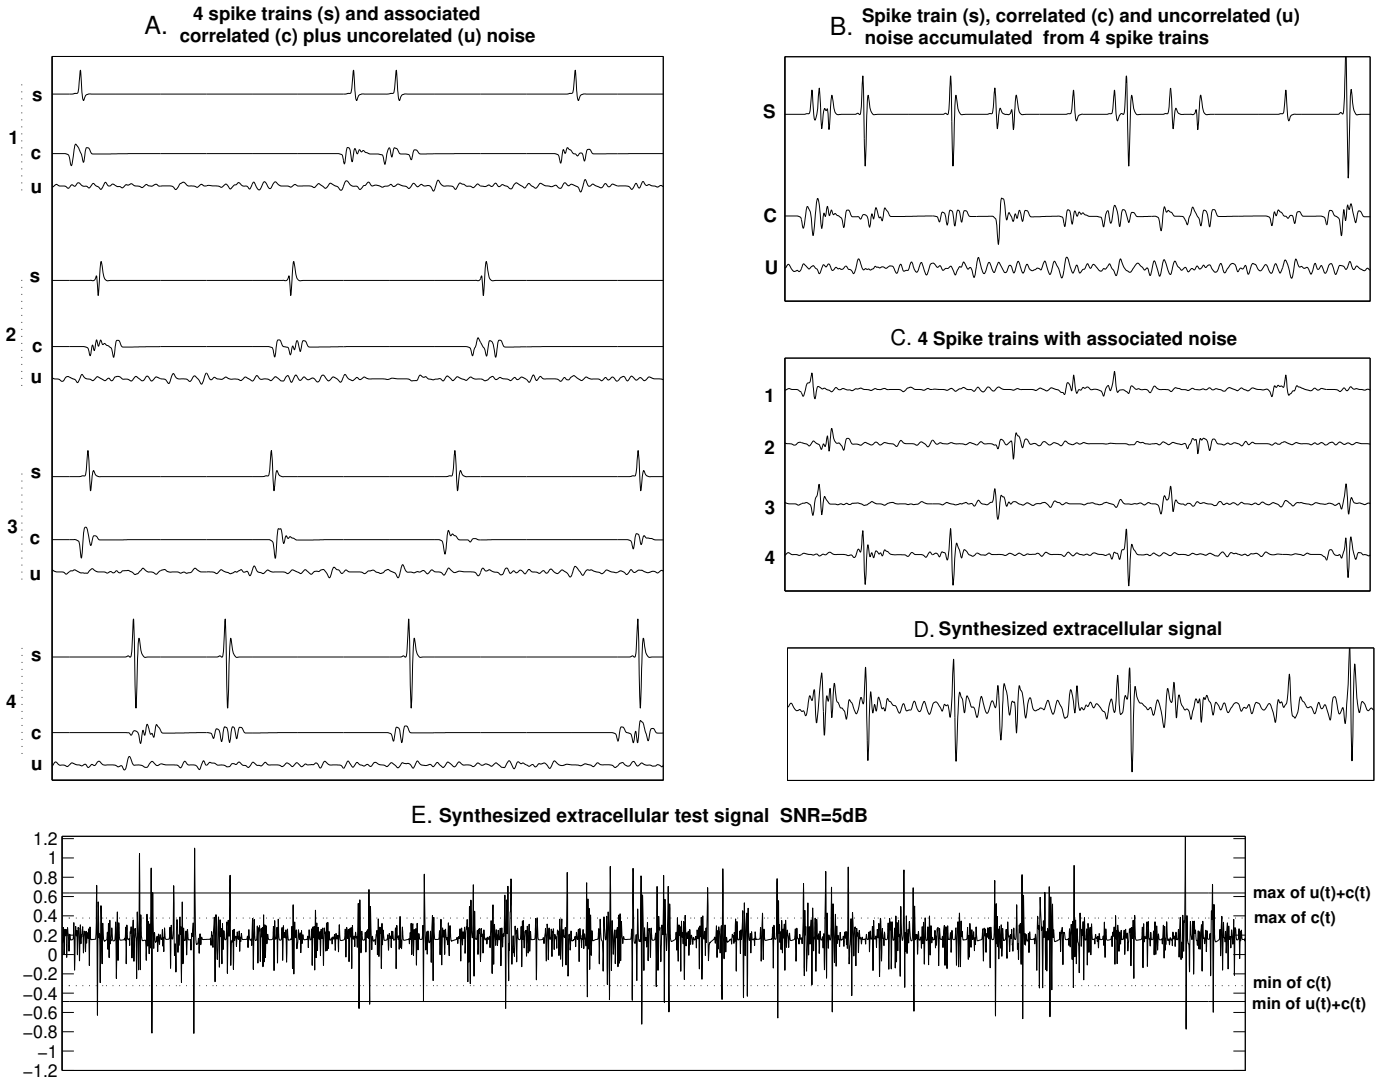 A. 4 spike trains (s) and associated
correlated (c) plus uncorelated (u) noise
1
s
c
u
2
s
c
u
3
s
c
u
4
s
c
u
B. Spike train (s), correlated (c) and uncorrelated (u)
noise accumulated from 4 spike trains
S
C
U
C. 4 Spike trains with associated noise
1
2
3
4
D. Synthesized extracellular signal
E. Synthesized extracellular test signal SNR=5dB
1.2
1
0.8
0.6
0.4
0.2
0
−0.2
−0.4
−0.6
−0.8
−1
−1.2
max of u(t)+c(t)
max of c(t)
min of c(t)
min of u(t)+c(t)